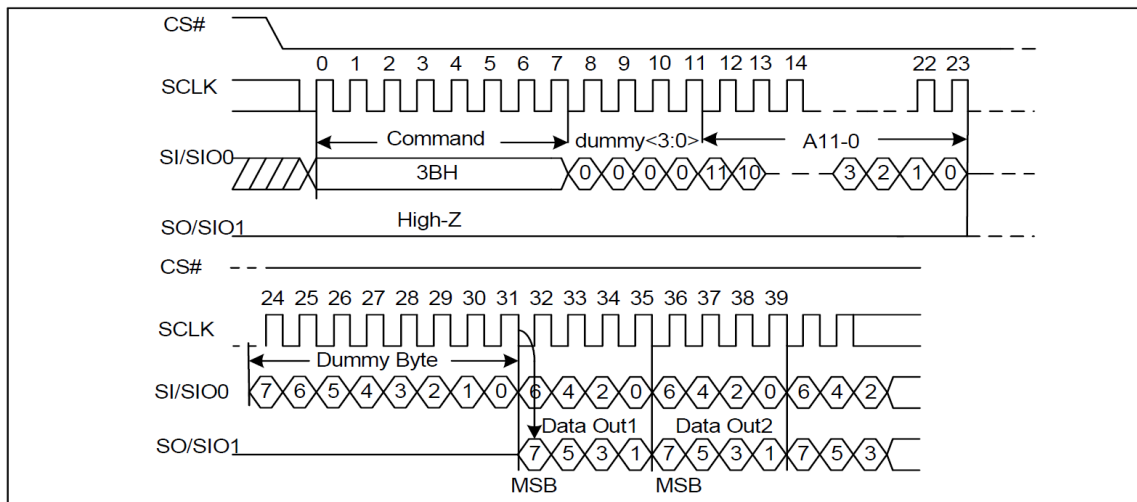 CS#
0 1 2 3 4 5 6 7 8 9 10 11 12 13 14 22 23
SCLK
Command dummy<3:0> A11-0
SI/SIO0
3BH 0 0 0 0 11 10 3 2 1 0
High-Z
SO/SIO1
CS#
24 25 26 27 28 29 30 31 32 33 34 35 36 37 38 39
SCLK
Dummy Byte
SI/SIO0 7 6 5 4 3 2 1 0 6 4 2 0 6 4 2 0 6 4 2
Data Out1 Data Out2
SO/SIO1 7 5 3 1 7 5 3 1 7 5 3
MSB MSB